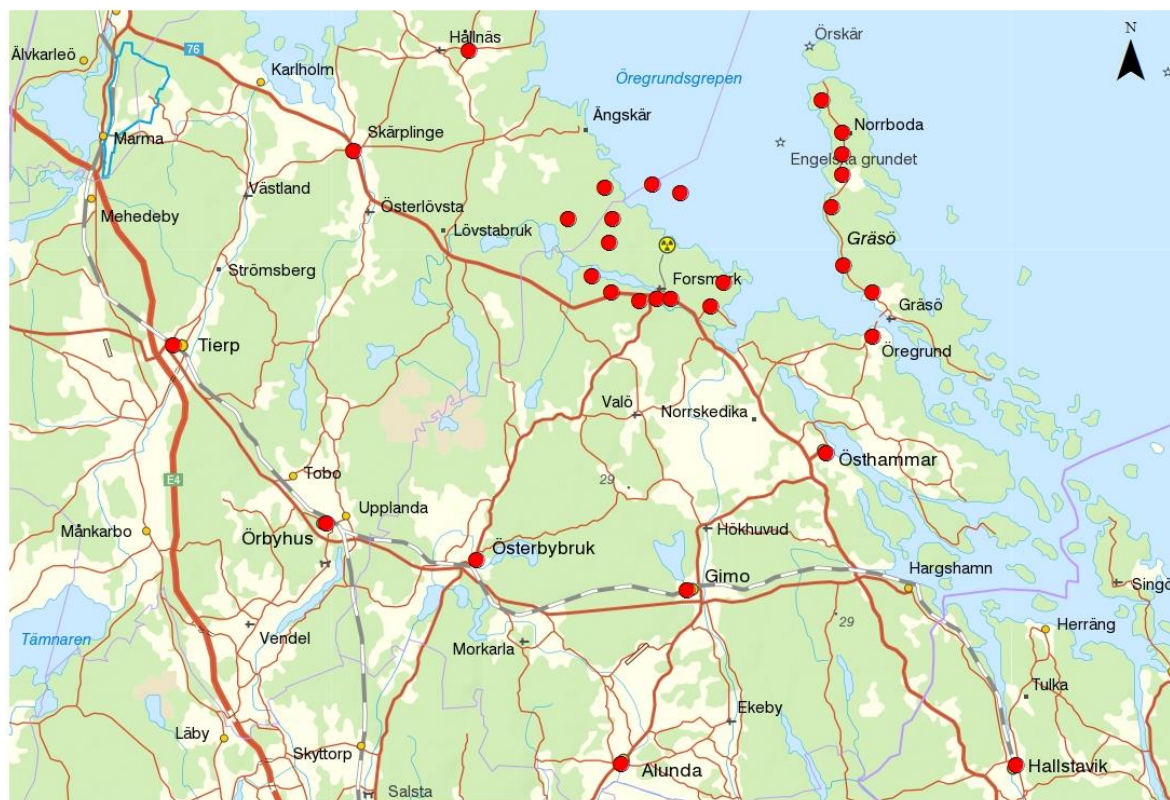 Örskär
N
Hållnäs
76
Älvkarleö
Karlholm
Öregrundsgrepen
Ängskär
Norrboda
Marma
Skärplinge
Engelska grundet
Västland
Mehedeby
Österlövsta
Lövstabruk
Gräsö
Strömsberg
Forsmark
Gräsö
Tierp
Öregrund
Valö
Norrskedika
Östhammar
Tobo
E4
29
Upplanda
Månkarbo
Örbyhus
Hökhuvud
Österbybruk
Hargshamn
Gimo
Singö
Tämnaren
Vendel
29
Herräng
Morkarla
Tulka
Ekeby
Läby
Skyttorp
Alunda
Hallstavik
Salsta